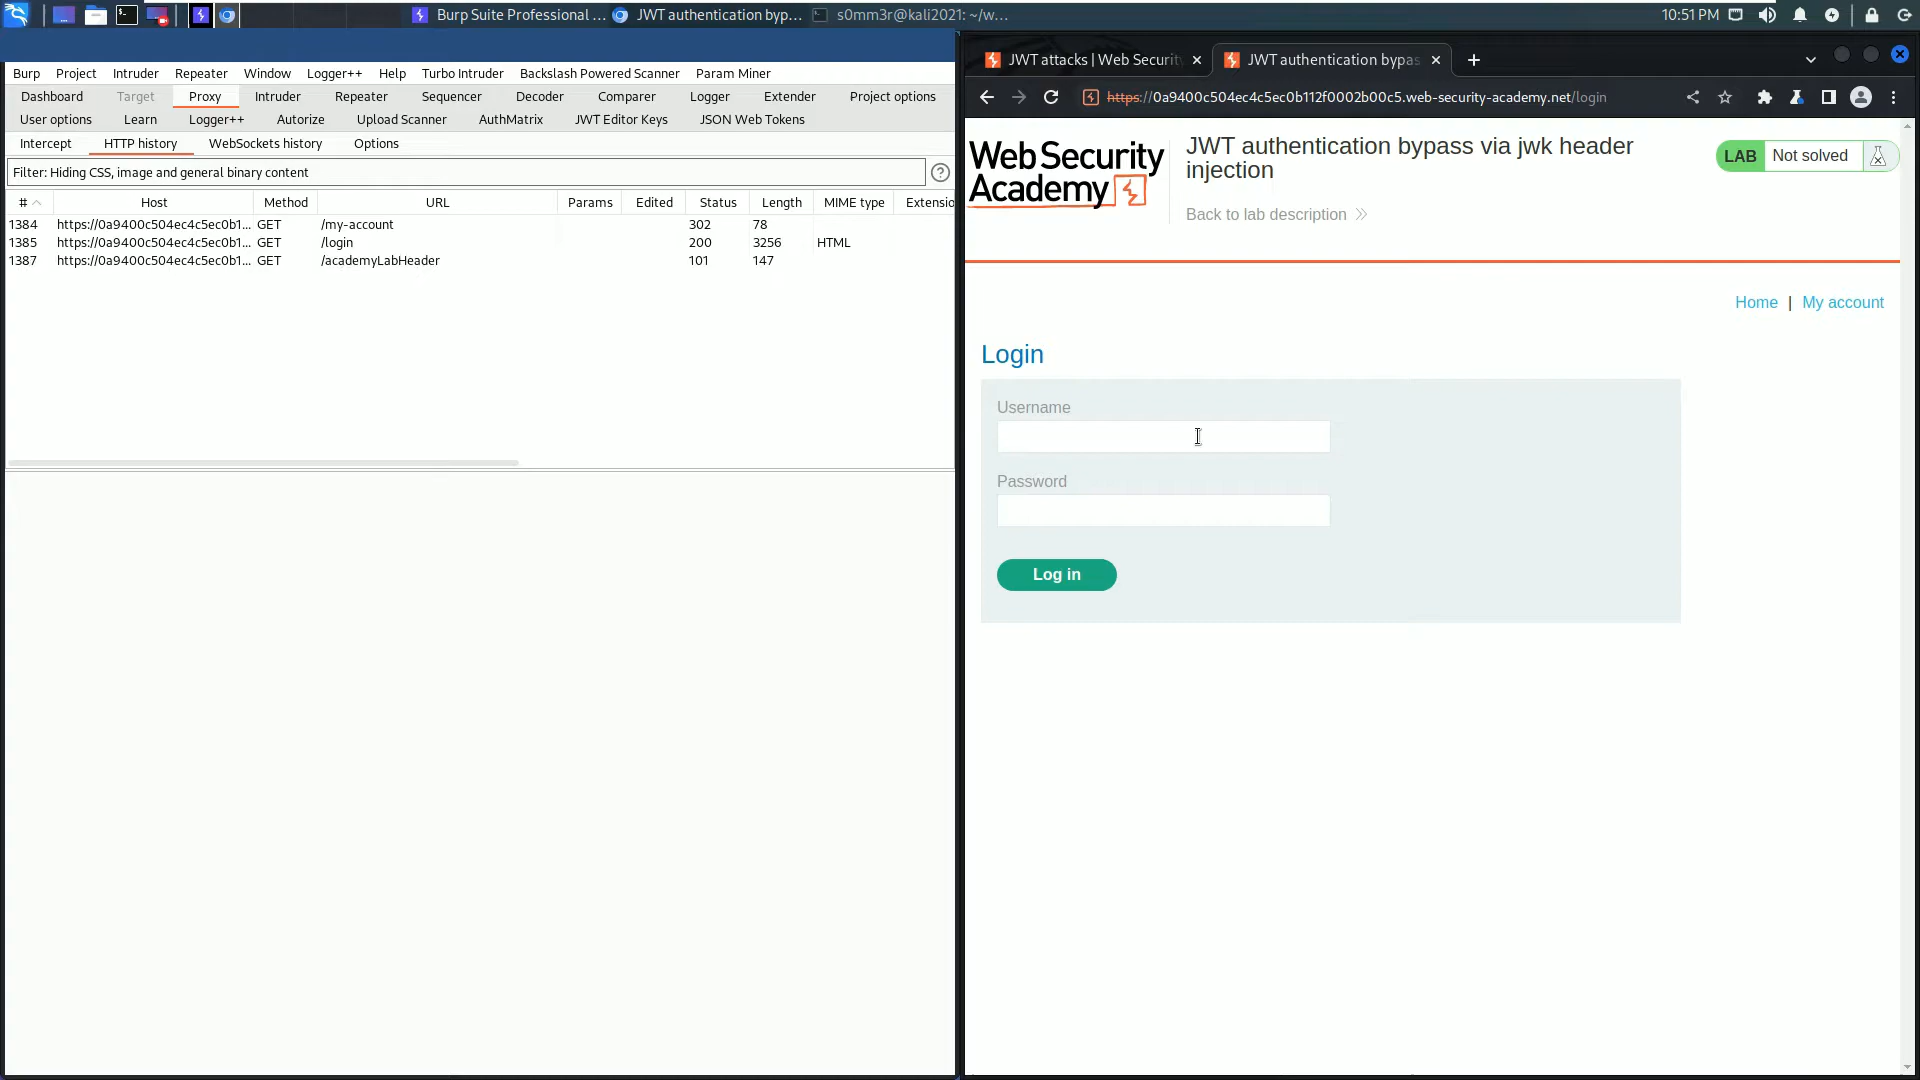 Burp Suite Professional ...
JWT authentication byp...
s0mm3r@kali2021: ~/w...
10:51 PM
Burp Project Intruder Repeater Window Logger++ Help Turbo Intruder Backslash Powered Scanner Param Miner
Dashboard Target Proxy Intruder Repeater Sequencer Decoder Comparer Logger Extender Project options
User options Learn Logger++ Autorize Upload Scanner AuthMatrix JWT Editor Keys JSON Web Tokens
Intercept HTTP history WebSockets history Options
Filter: Hiding CSS, image and general binary content ?
# Host Method URL Params Edited Status Length MIME type Extensio
1384 https://0a9400c504ec4c5ec0b1... GET /my-account 302 78
1385 https://0a9400c504ec4c5ec0b1... GET /login 200 3256 HTML
1387 https://0a9400c504ec4c5ec0b1... GET /academyLabHeader 101 147
JWT attacks | Web Securit
JWT authentication bypas
https://0a9400c504ec4c5ec0b112f0002b00c5.web-security-academy.net/login
Web Security
Academy
JWT authentication bypass via jwk header
injection
Back to lab description
LAB Not solved
Home | My account
Login
Username
Password
Log in